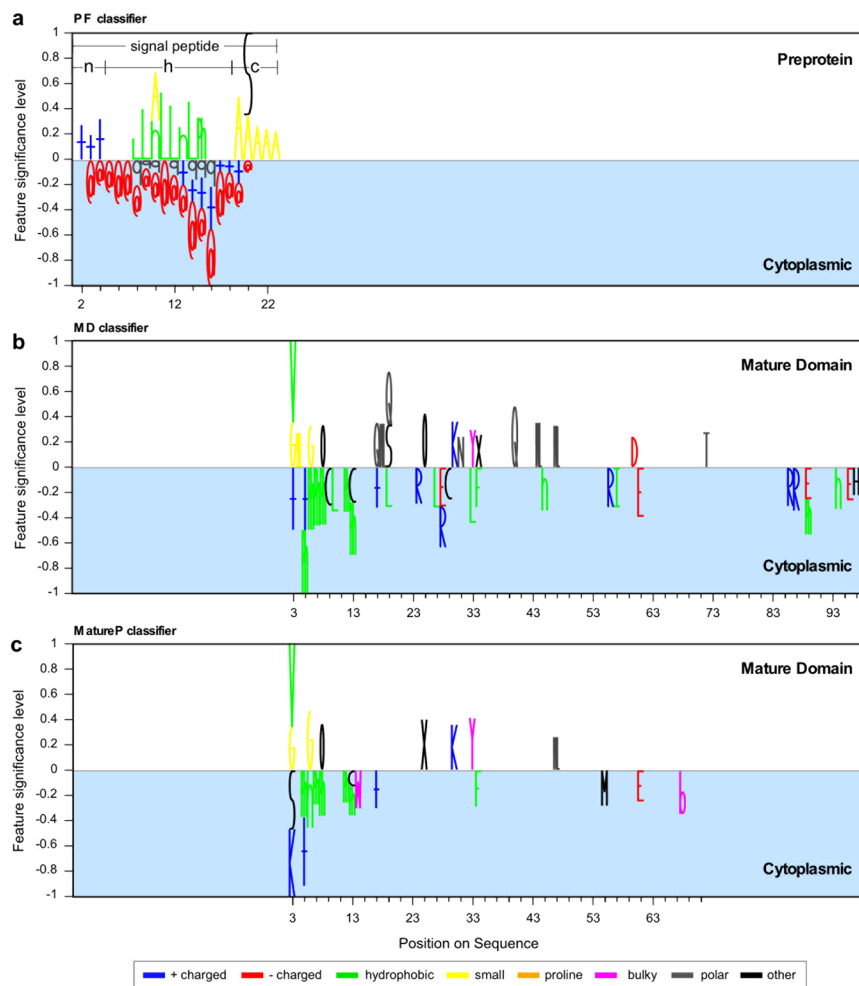 a
PF classifier
signal peptide
n h c
Preprotein
1
0.8
0.6
0.4
0.2
0
-0.2
-0.4
-0.6
-0.8
-1
Feature significance level
Cytoplasmic
2 12 22
b
MD classifier
Mature Domain
1
0.8
0.6
0.4
0.2
0
-0.2
-0.4
-0.6
-0.8
-1
Feature significance level
Cytoplasmic
3 13 23 33 43 53 63 73 83 93
MatureP classifier
c
Mature Domain
1
0.8
0.6
0.4
0.2
0
-0.2
-0.4
-0.6
-0.8
-1
Feature significance level
Cytoplasmic
3 13 23 33 43 53 63
Position on Sequence
+ charged - charged hydrophobic small proline bulky polar other